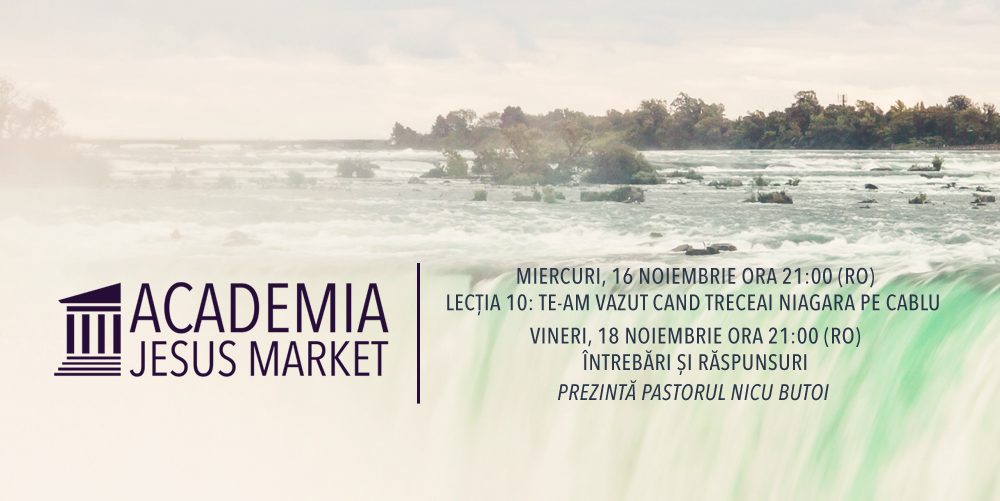 ACADEMIA
JESUS MARKET
MIERCURI, 16 NOIEMBRIE ORA 21:00 (RO)
LECȚIA 10: TE-AM VAZUT CAND TRECEAI NIAGARA PE CABLU
VINERI, 18 NOIEMBRIE ORA 21:00 (RO)
ÎNTREBĂRI ȘI RĂSPUNSURI
PREZINTĂ PASTORUL NICU BUTOI